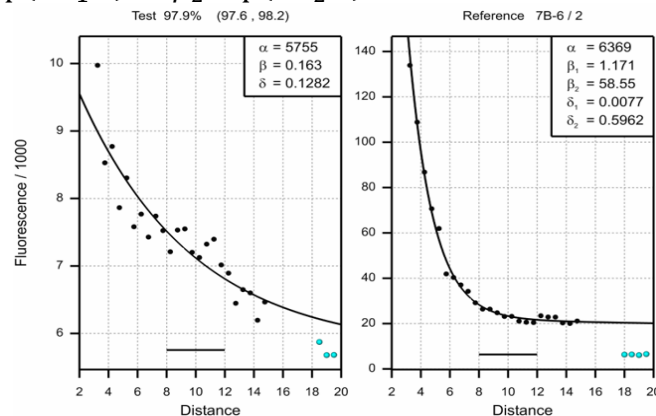 Test 97.9% (97.6 , 98.2)
α = 5755
β = 0.163
δ = 0.1282
Fluorescence / 1000
10
9
8
7
6
2 4 6 8 10 12 14 16 18 20
Distance
Reference 7B-6 / 2
α = 6369
β₁ = 1.171
β₂ = 58.55
δ₁ = 0.0077
δ₂ = 0.5962
140
120
100
80
60
40
20
0
2 4 6 8 10 12 14 16 18 20
Distance